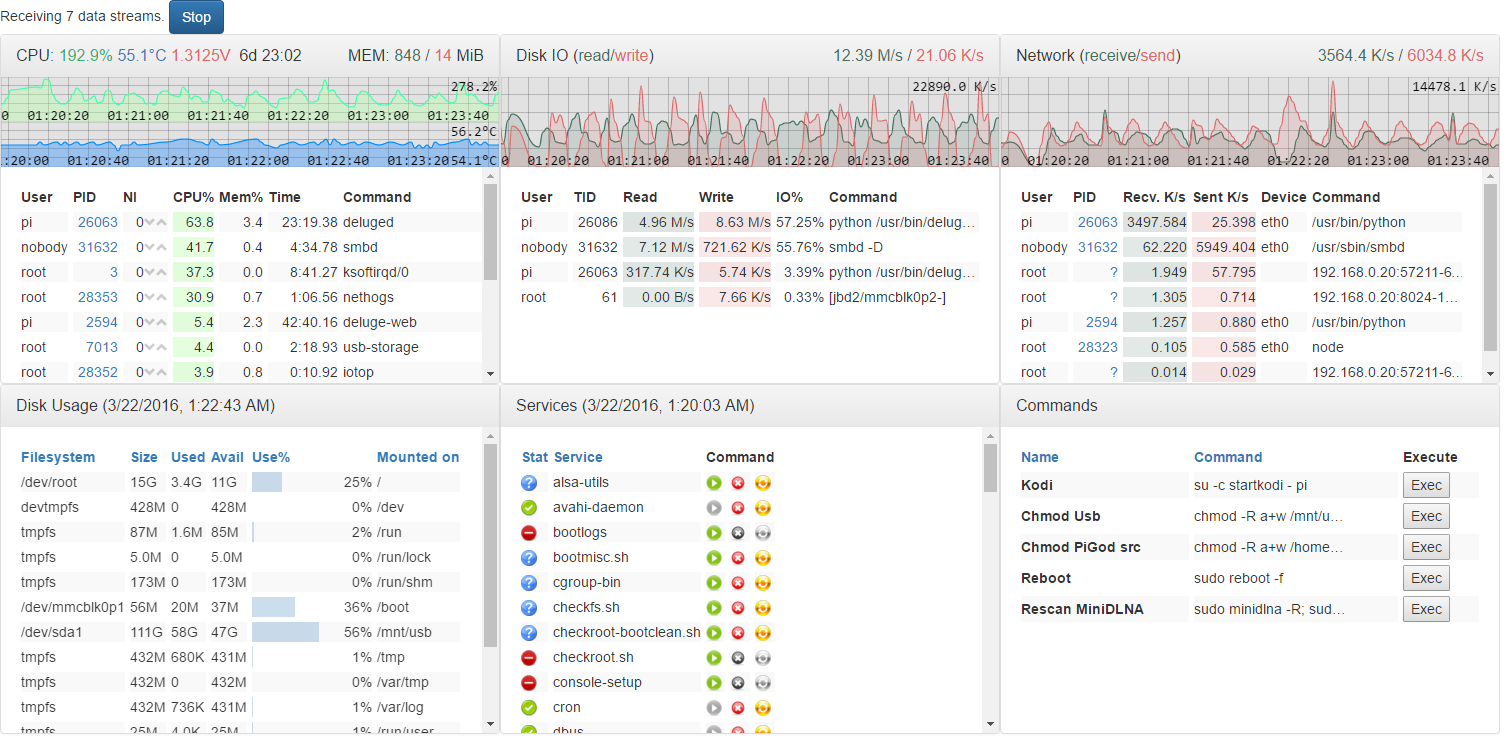 Receiving 7 data streams. Stop
CPU: 192.9% 55.1°C 1.3125V 6d 23:02 MEM: 848 / 14 MiB
278.2%
0 01:20:20 01:21:00 01:21:40 01:22:20 01:23:00 01:23:40
56.2°C
:20:00 01:20:40 01:21:20 01:22:00 01:22:40 01:23:20 54.1°C
User PID NI CPU% Mem% Time Command
pi 26063 0 63.8 3.4 23:19.38 deluged
nobody 31632 0 41.7 0.4 4:34.78 smbd
root 3 0 37.3 0.0 8:41.27 ksoftirqd/0
root 28353 0 30.9 0.7 1:06.56 nethogs
pi 2594 0 5.4 2.3 42:40.16 deluge-web
root 7013 0 4.4 0.0 2:18.93 usb-storage
root 28352 0 3.9 0.8 0:10.92 iotop
Disk IO (read/write) 12.39 M/s / 21.06 K/s
22890.0 K/s
0 01:20:20 01:21:00 01:21:40 01:22:20 01:23:00 01:23:40
User TID Read Write IO% Command
pi 26086 4.96 M/s 8.63 M/s 57.25% python /usr/bin/delug…
nobody 31632 7.12 M/s 721.62 K/s 55.76% smbd -D
pi 26063 317.74 K/s 5.74 K/s 3.39% python /usr/bin/delug…
root 61 0.00 B/s 7.66 K/s 0.33% [jbd2/mmcblk0p2-]
Network (receive/send) 3564.4 K/s / 6034.8 K/s
14478.1 K/s
0 01:20:20 01:21:00 01:21:40 01:22:20 01:23:00 01:23:40
User PID Recv. K/s Sent K/s Device Command
pi 26063 3497.584 25.398 eth0 /usr/bin/python
nobody 31632 62.220 5949.404 eth0 /usr/sbin/smbd
root ? 1.949 57.795 192.168.0.20:57211-6…
root ? 1.305 0.714 192.168.0.20:8024-1…
pi 2594 1.257 0.880 eth0 /usr/bin/python
root 28323 0.105 0.585 eth0 node
root ? 0.014 0.029 192.168.0.20:57211-6…
Disk Usage (3/22/2016, 1:22:43 AM)
Filesystem Size Used Avail Use% Mounted on
/dev/root 15G 3.4G 11G 25% /
devtmpfs 428M 0 428M 0% /dev
tmpfs 87M 1.6M 85M 2% /run
tmpfs 5.0M 0 5.0M 0% /run/lock
tmpfs 173M 0 173M 0% /run/shm
/dev/mmcblk0p1 56M 20M 37M 36% /boot
/dev/sda1 111G 58G 47G 56% /mnt/usb
tmpfs 432M 680K 431M 1% /tmp
tmpfs 432M 0 432M 0% /var/tmp
tmpfs 432M 736K 431M 1% /var/log
tmpfs 25M 4.0K 25M 1% /run/user
Services (3/22/2016, 1:20:03 AM)
Stat Service Command
alsa-utils
avahi-daemon
bootlogs
bootmisc.sh
cgroup-bin
checkfs.sh
checkroot-bootclean.sh
checkroot.sh
console-setup
cron
dbus
Commands
Name Command Execute
Kodi su -c startkodi - pi Exec
Chmod Usb chmod -R a+w /mnt/u… Exec
Chmod PiGod src chmod -R a+w /home… Exec
Reboot sudo reboot -f Exec
Rescan MiniDLNA sudo minidlna -R; sud… Exec